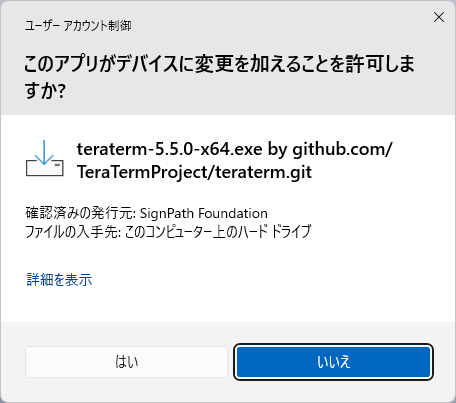 ユーザー アカウント制御
このアプリがデバイスに変更を加えることを許可しま
すか?
teraterm-5.5.0-x64.exe by github.com/
TeraTermProject/teraterm.git
確認済みの発行元: SignPath Foundation
ファイルの入手先: このコンピューター上のハード ドライブ
詳細を表示
はい
いいえ